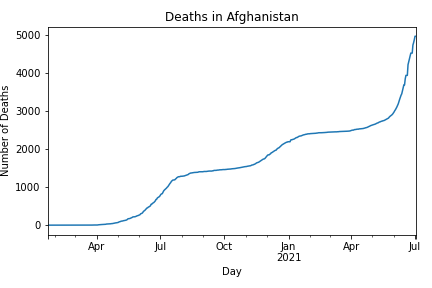 Deaths in Afghanistan
Number of Deaths
5000
4000
3000
2000
1000
0
Apr Jul Oct Jan Apr Jul
2021
Day